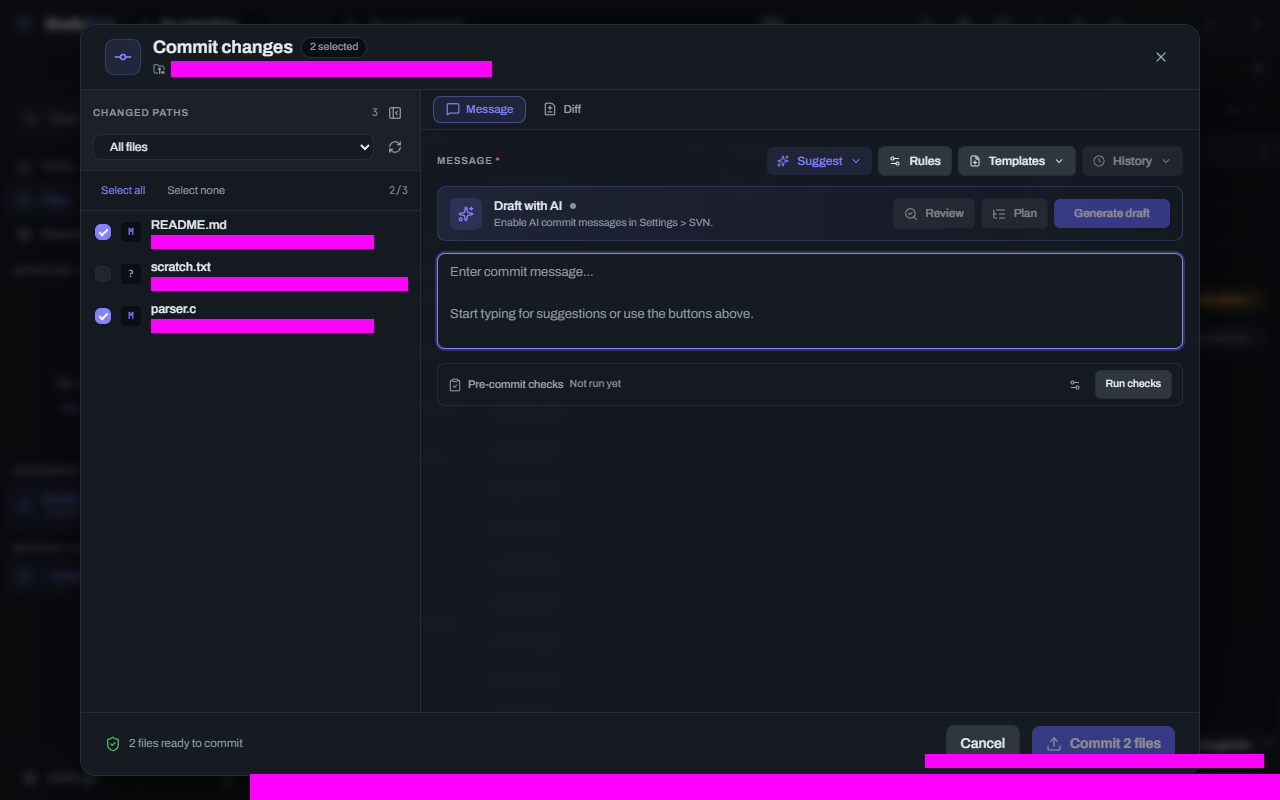 Commit changes 2 selected
CHANGED PATHS 3
All files
Select all Select none 2/3
M README.md
? scratch.txt
M parser.c
Message Diff
MESSAGE * Suggest Rules Templates History
Draft with AI
Enable AI commit messages in Settings > SVN.
Review Plan Generate draft
Enter commit message...
Start typing for suggestions or use the buttons above.
Pre-commit checks Not run yet Run checks
2 files ready to commit
Cancel Commit 2 files